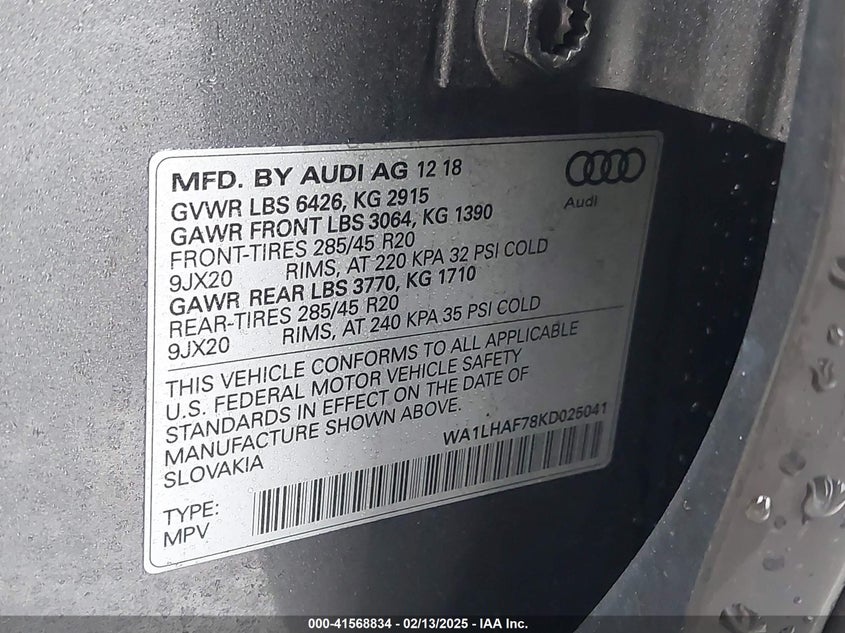 MFD. BY AUDI AG 12 18
Audi
GVWR LBS 6426, KG 2915
GAWR FRONT LBS 3064, KG 1390
FRONT-TIRES 285/45 R20
9JX20 RIMS, AT 220 KPA 32 PSI COLD
GAWR REAR LBS 3770, KG 1710
REAR-TIRES 285/45 R20
9JX20 RIMS, AT 240 KPA 35 PSI COLD
THIS VEHICLE CONFORMS TO ALL APPLICABLE
U.S. FEDERAL MOTOR VEHICLE SAFETY
STANDARDS IN EFFECT ON THE DATE OF
MANUFACTURE SHOWN ABOVE.
SLOVAKIA
WA1LHAF78KD025041
TYPE:
MPV
000-41568834 - 02/13/2025 - IAA Inc.